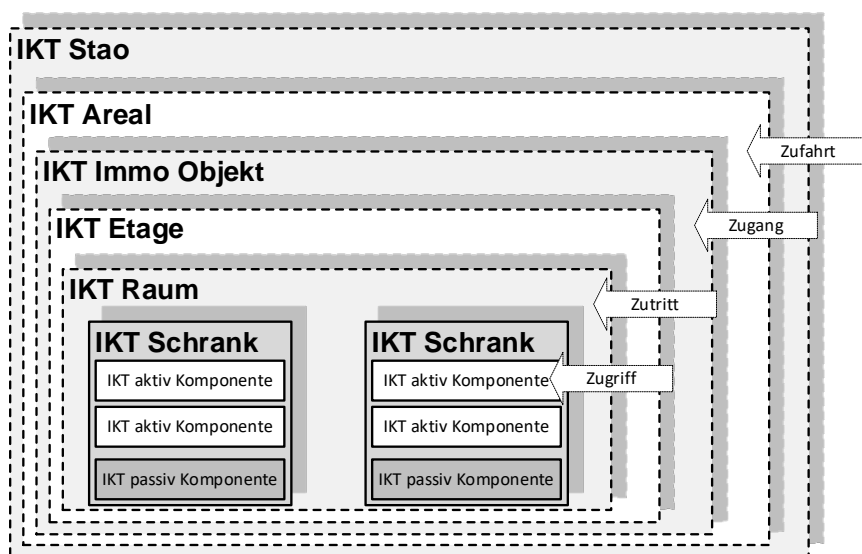 IKT Stao
IKT Areal
Zufahrt
IKT Immo Objekt
Zugang
IKT Etage
IKT Raum
Zutritt
IKT Schrank
IKT aktiv Komponente
IKT aktiv Komponente
IKT passiv Komponente
IKT Schrank
IKT aktiv Komponente
Zugriff
IKT aktiv Komponente
IKT passiv Komponente